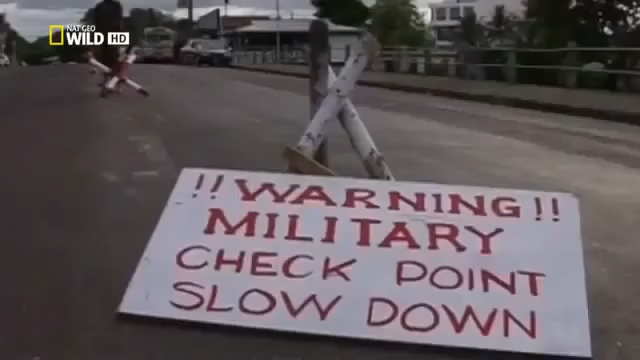 NAT GEO
WILD HD
!! WARNING !!
MILITARY
CHECK POINT
SLOW DOWN